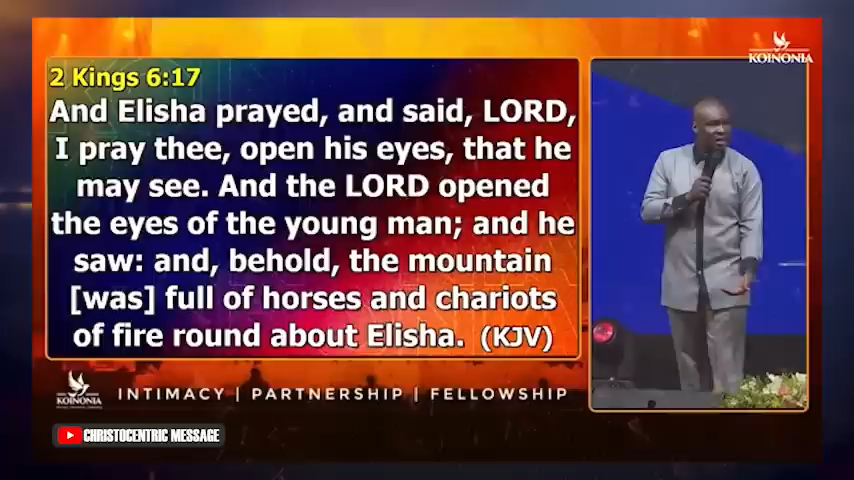 KOINONIA
2 Kings 6:17
And Elisha prayed, and said, LORD,
I pray thee, open his eyes, that he
may see. And the LORD opened
the eyes of the young man; and he
saw: and, behold, the mountain
[was] full of horses and chariots
of fire round about Elisha. (KJV)
KOINONIA
INTIMACY | PARTNERSHIP | FELLOWSHIP
CHRISTOCENTRIC MESSAGE